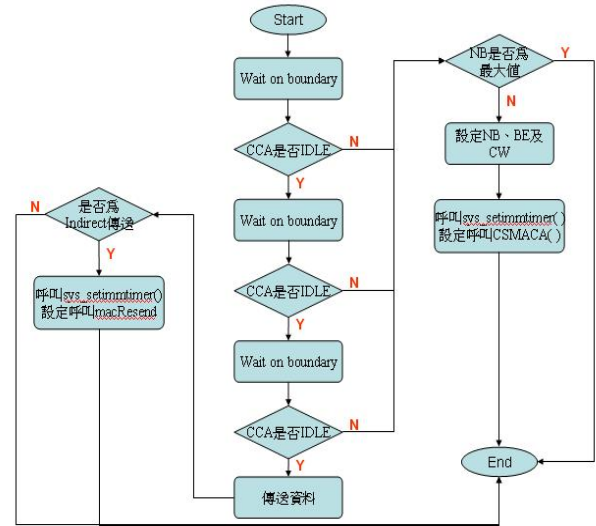 Start
Wait on boundary
CCA是否IDLE
N
Y
Wait on boundary
CCA是否IDLE
N
Y
Wait on boundary
CCA是否IDLE
N
Y
傳送資料
是否為
Indirect傳送
N
Y
呼叫sys_setimmtimer()
設定呼叫macResend
NB是否為
最大值
Y
N
設定NB、BE及
CW
呼叫sys_setimmtimer( )
設定呼叫CSMACA( )
End